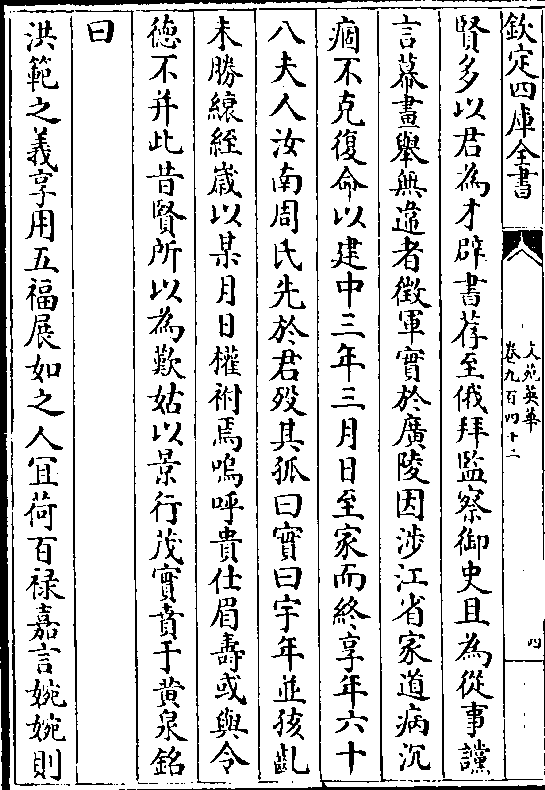 欽定四庫全書
文苑英華
卷九百四十二
四
賢多以君為才辟書荐至俄拜監察御史且為從事讜
言幕畫舉無違者徵軍實於廣陵因涉江省家道病沉
痼不克復命以建中三年三月日至家而終享年六十
八夫人汝南周氏先於君歿其孤曰實曰宇年並孩齓
未勝縗絰嵗以某月日權祔焉嗚呼貴仕眉壽或與令
徳不并此昔賢所以為歎姑以景行茂實賁于黄泉銘
曰
洪範之義享用五福展如之人宜荷百禄嘉言婉婉則